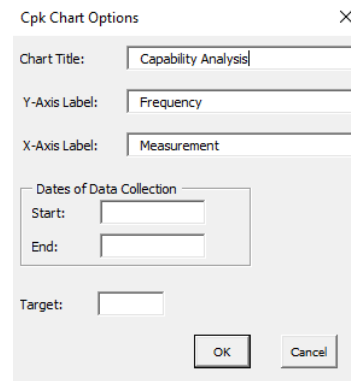 Cpk Chart Options
Chart Title: Capability Analysis
Y-Axis Label: Frequency
X-Axis Label: Measurement
Dates of Data Collection
Start:
End:
Target:
OK Cancel